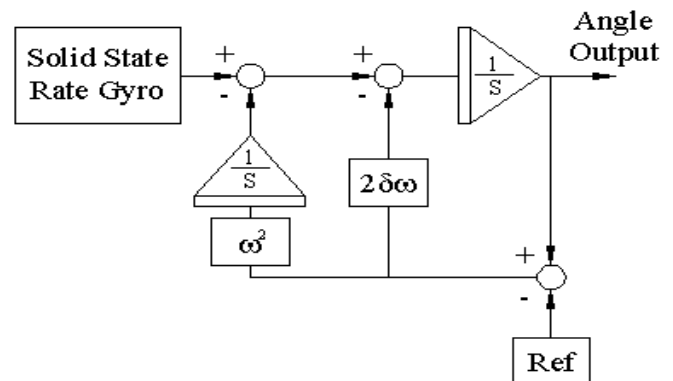 Angle
Output
Solid State
Rate Gyro
+
-
+
-
1
S
1
S
2δω
ω²
+
-
Ref